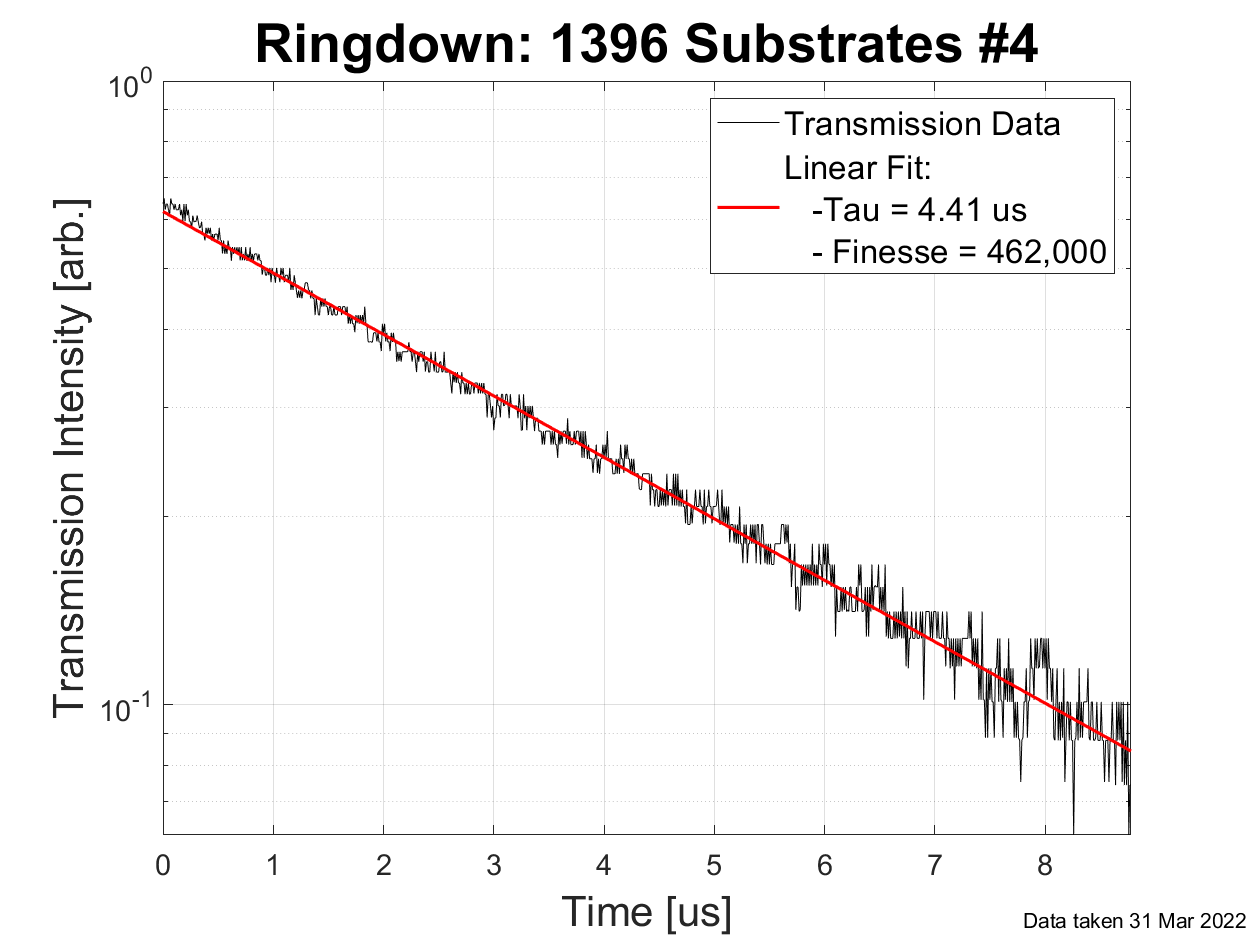 Ringdown: 1396 Substrates #4
10^0
10^-1
Transmission Intensity [arb.]
Transmission Data
Linear Fit:
-Tau = 4.41 us
- Finesse = 462,000
0 1 2 3 4 5 6 7 8
Time [us]
Data taken 31 Mar 2022